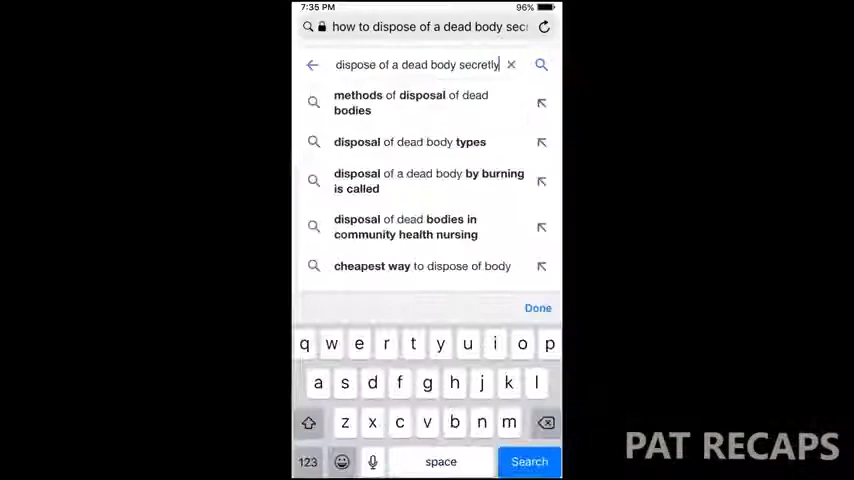 7:35 PM 96%
how to dispose of a dead body sec
dispose of a dead body secretly
methods of disposal of dead
bodies
disposal of dead body types
disposal of a dead body by burning
is called
disposal of dead bodies in
community health nursing
cheapest way to dispose of body
Done
q w e r t y u i o p
a s d f g h j k l
z x c v b n m
123 space Search
PAT RECAPS